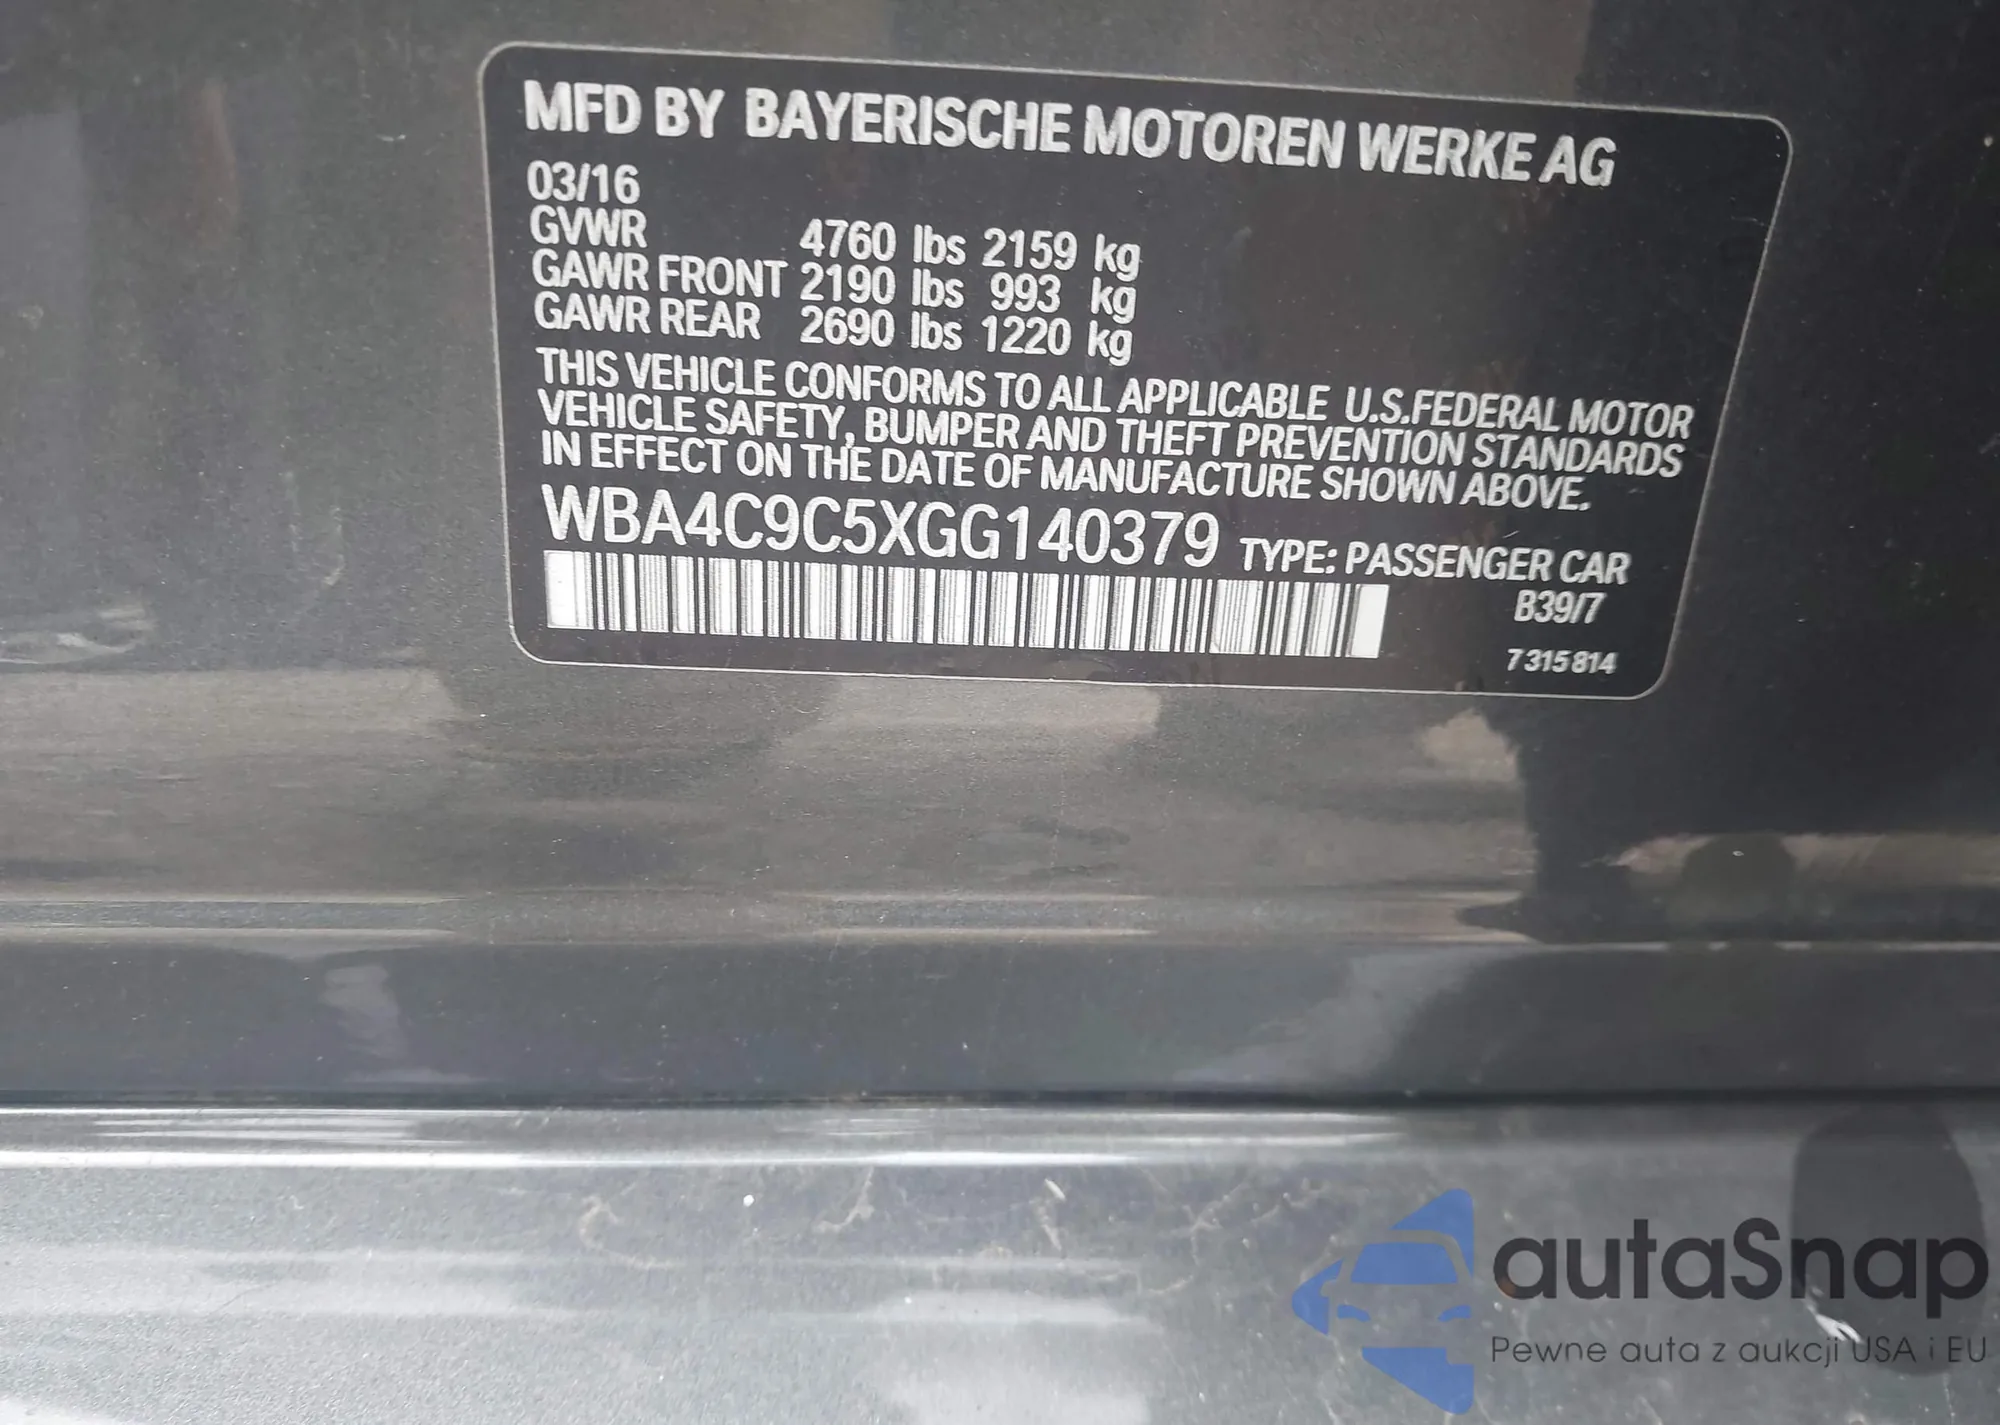 MFD BY BAYERISCHE MOTOREN WERKE AG
03/16
GVWR 4760 lbs 2159 kg
GAWR FRONT 2190 lbs 993 kg
GAWR REAR 2690 lbs 1220 kg
THIS VEHICLE CONFORMS TO ALL APPLICABLE U.S.FEDERAL MOTOR
VEHICLE SAFETY, BUMPER AND THEFT PREVENTION STANDARDS
IN EFFECT ON THE DATE OF MANUFACTURE SHOWN ABOVE.
WBA4C9C5XGG140379 TYPE: PASSENGER CAR
B39/7
7315814
autaSnap
Pewne auta z aukcji USA i EU